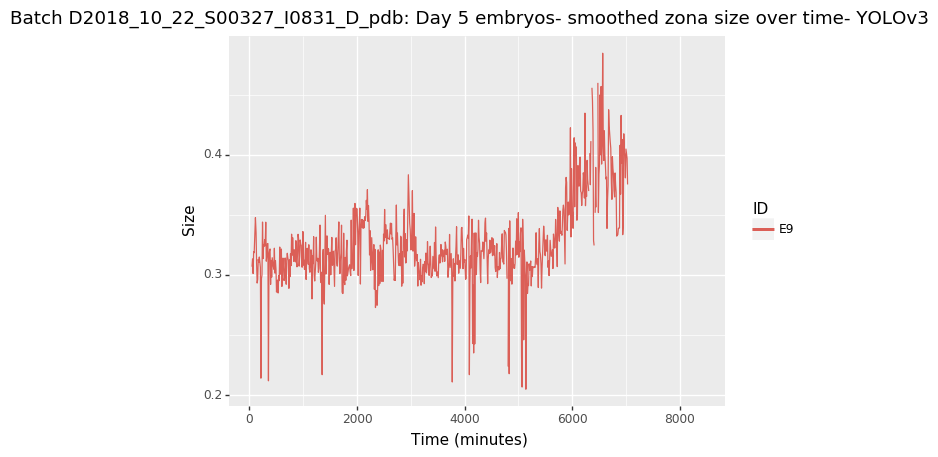 Batch D2018_10_22_S00327_I0831_D_pdb: Day 5 embryos- smoothed zona size over time- YOLOv3
Size
0.4
0.3
0.2
0
2000
4000
6000
8000
Time (minutes)
ID
E9